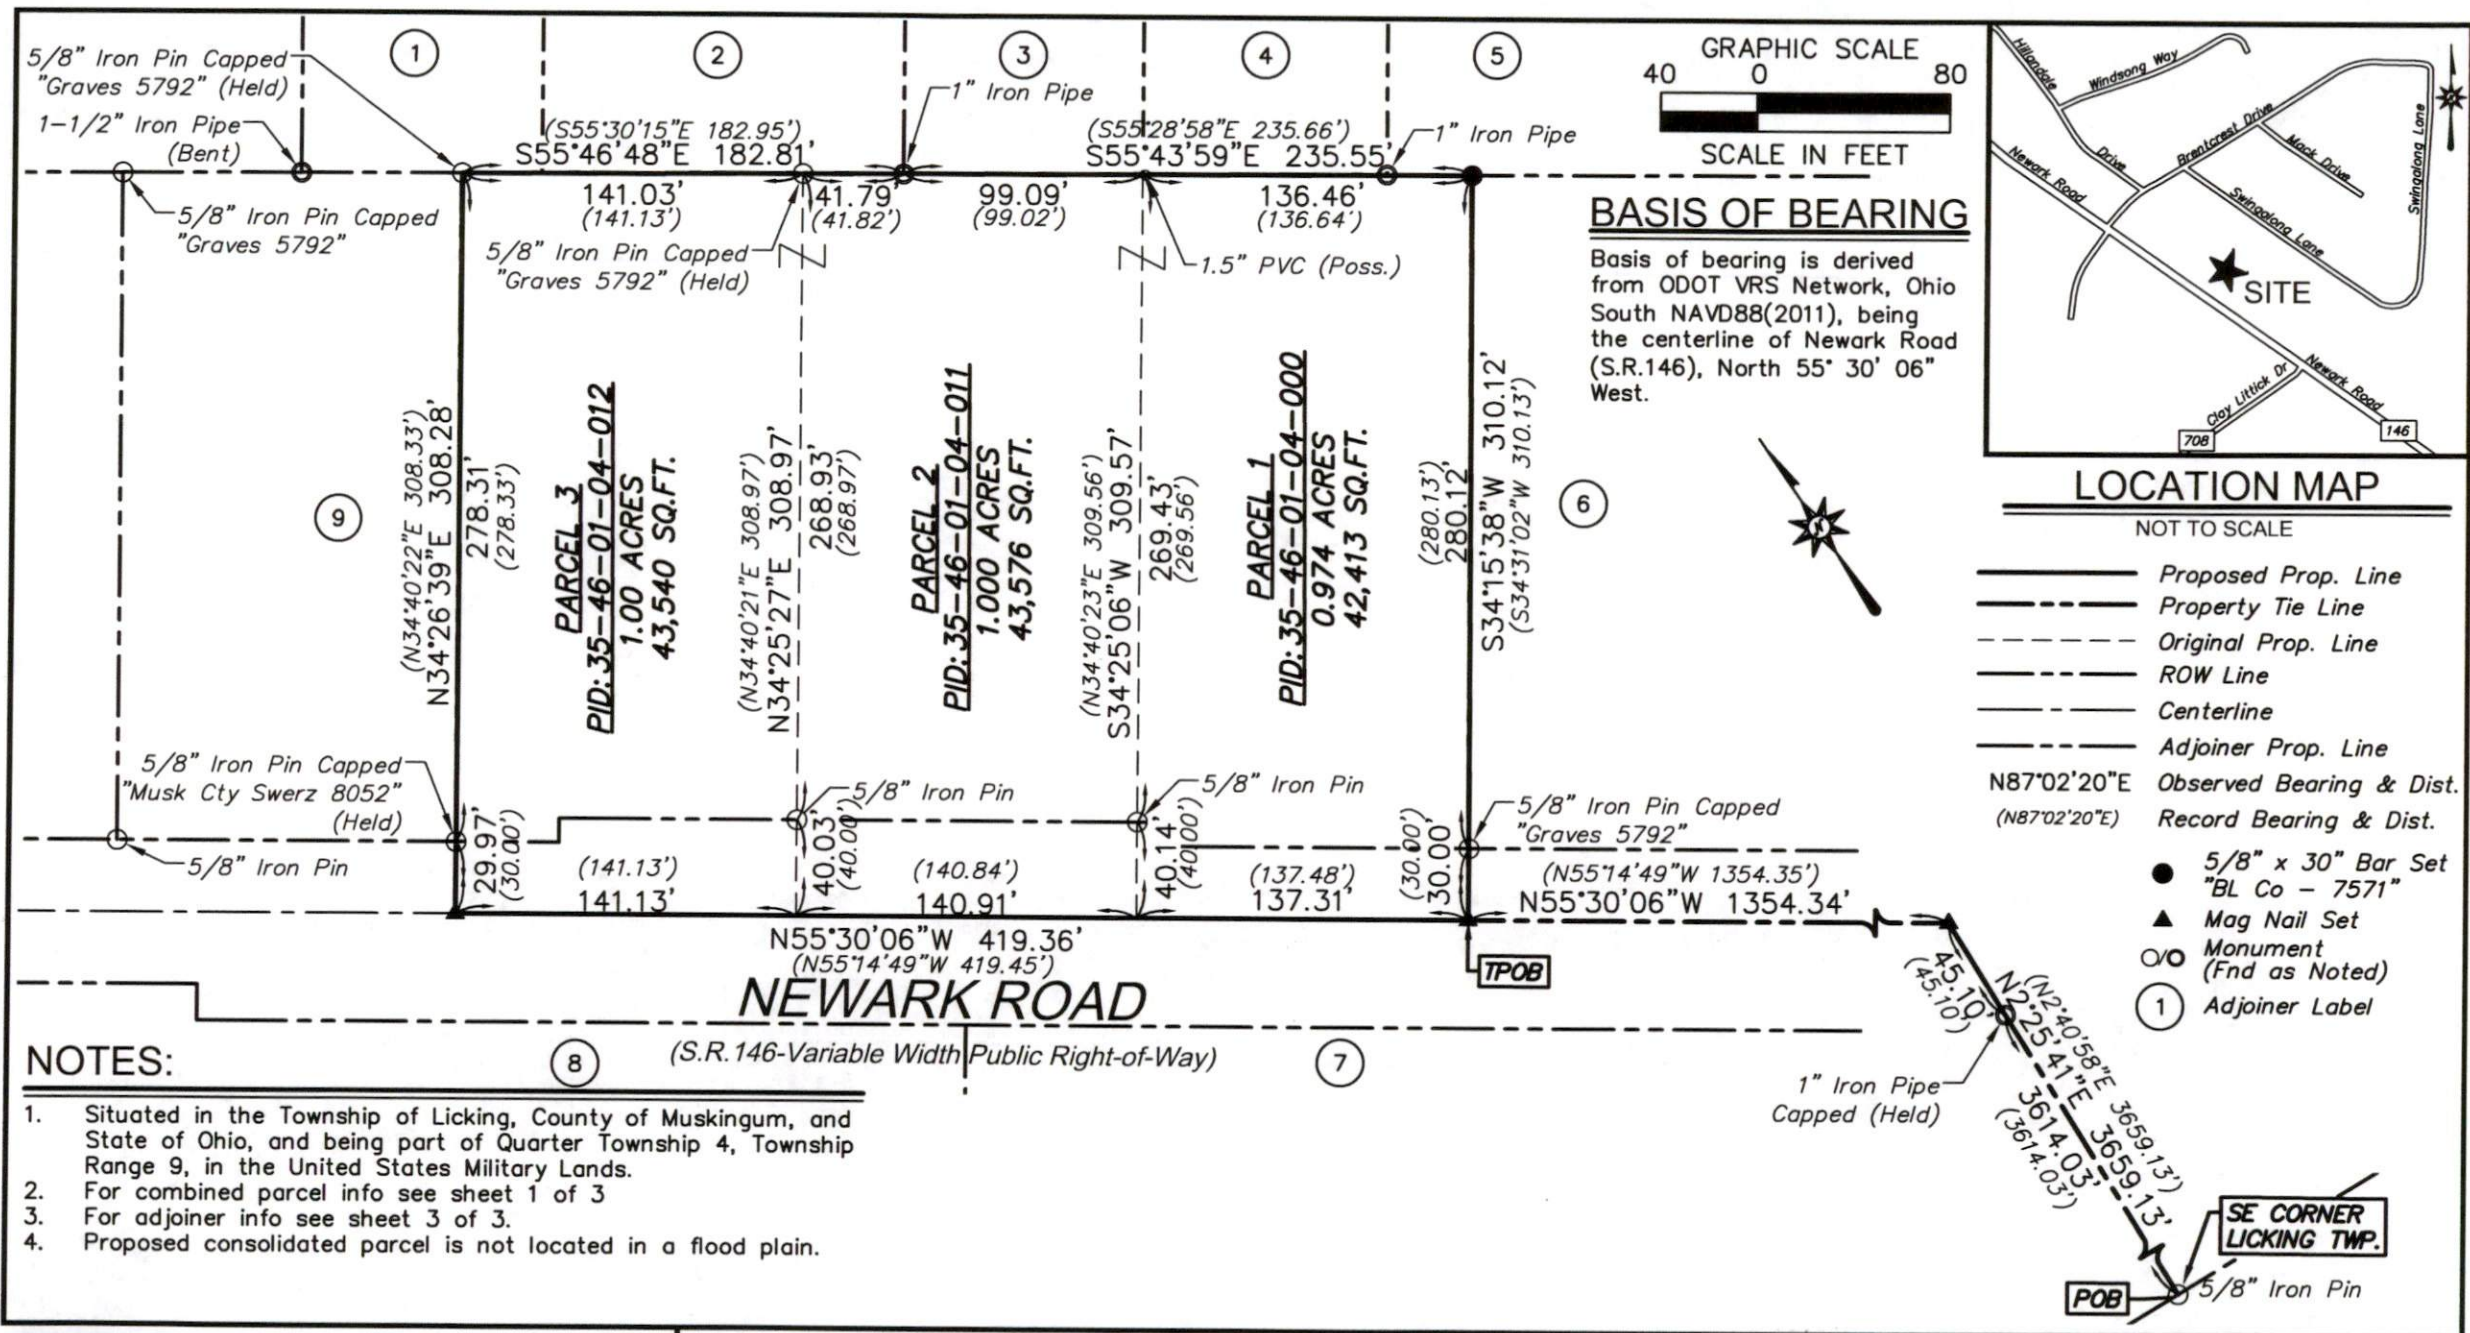 1
2
3
4
5
5/8" Iron Pin Capped
"Graves 5792" (Held)
1-1/2" Iron Pipe
(Bent)
1" Iron Pipe
(S55°30'15"E 182.95')
S55°46'48"E 182.81'
(S55°28'58"E 235.66')
S55°43'59"E 235.55'
1" Iron Pipe
141.03'
(141.13')
41.79'
(41.82')
99.09'
(99.02')
136.46'
(136.64')
5/8" Iron Pin Capped
"Graves 5792"
5/8" Iron Pin Capped
"Graves 5792" (Held)
1.5" PVC (Poss.)
GRAPHIC SCALE
40 0 80
SCALE IN FEET
BASIS OF BEARING
Basis of bearing is derived
from ODOT VRS Network, Ohio
South NAVD88(2011), being
the centerline of Newark Road
(S.R.146), North 55° 30' 06"
West.
Hillandale
Drive
Windsong Way
Brentcrest Drive
Mack Drive
Swingalong Lane
Swingalong Lane
Newark Road
SITE
Newark Road
Clay Littick Dr
708
146
LOCATION MAP
NOT TO SCALE
Proposed Prop. Line
Property Tie Line
Original Prop. Line
ROW Line
Centerline
Adjoiner Prop. Line
N87°02'20"E Observed Bearing & Dist.
(N87°02'20"E) Record Bearing & Dist.
5/8" x 30" Bar Set
"BL Co - 7571"
Mag Nail Set
Monument
(Fnd as Noted)
1 Adjoiner Label
9
(N34°40'22"E 308.33')
N34°26'39"E 308.28'
278.31'
(278.33')
PARCEL 3
PID: 35-46-01-04-012
1.00 ACRES
43,540 SQ.FT.
(N34°40'21"E 308.97')
N34°25'27"E 308.97'
268.93'
(268.97')
PARCEL 2
PID: 35-46-01-04-011
1.000 ACRES
43,576 SQ.FT.
(N34°40'23"E 309.56')
S34°25'06"W 309.57'
269.43'
(269.56')
PARCEL 1
PID: 35-46-01-04-000
0.974 ACRES
42,413 SQ.FT.
(280.13')
280.12'
S34°15'38"W 310.12'
(S34°31'02"W 310.13')
6
N
5/8" Iron Pin Capped
"Musk Cty Swerz 8052"
(Held)
5/8" Iron Pin
29.97'
(30.00')
(141.13')
141.13'
5/8" Iron Pin
40.03'
(40.00')
(140.84')
140.91'
5/8" Iron Pin
40.14'
(40.00')
(137.48')
137.31'
(30.00')
30.00'
5/8" Iron Pin Capped
"Graves 5792"
(N55°14'49"W 1354.35')
N55°30'06"W 1354.34'
N55°30'06"W 419.36'
(N55°14'49"W 419.45')
TPOB
NEWARK ROAD
(S.R.146-Variable Width Public Right-of-Way)
8
7
45.10'
(45.10')
(N2°40'58"E 3659.13')
N2°25'41"E 3659.13'
3614.03'
(3614.03')
1" Iron Pipe
Capped (Held)
SE CORNER
LICKING TWP.
POB
5/8" Iron Pin
NOTES:
1. Situated in the Township of Licking, County of Muskingum, and
State of Ohio, and being part of Quarter Township 4, Township
Range 9, in the United States Military Lands.
2. For combined parcel info see sheet 1 of 3
3. For adjoiner info see sheet 3 of 3.
4. Proposed consolidated parcel is not located in a flood plain.